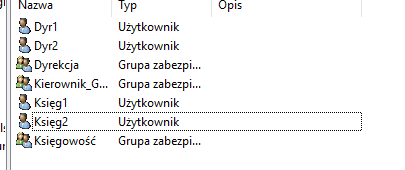 Nazwa Typ Opis
Dyr1 Użytkownik
Dyr2 Użytkownik
Dyrekcja Grupa zabezpi...
Kierownik_G... Grupa zabezpi...
Księg1 Użytkownik
Księg2 Użytkownik
Księgowość Grupa zabezpi...